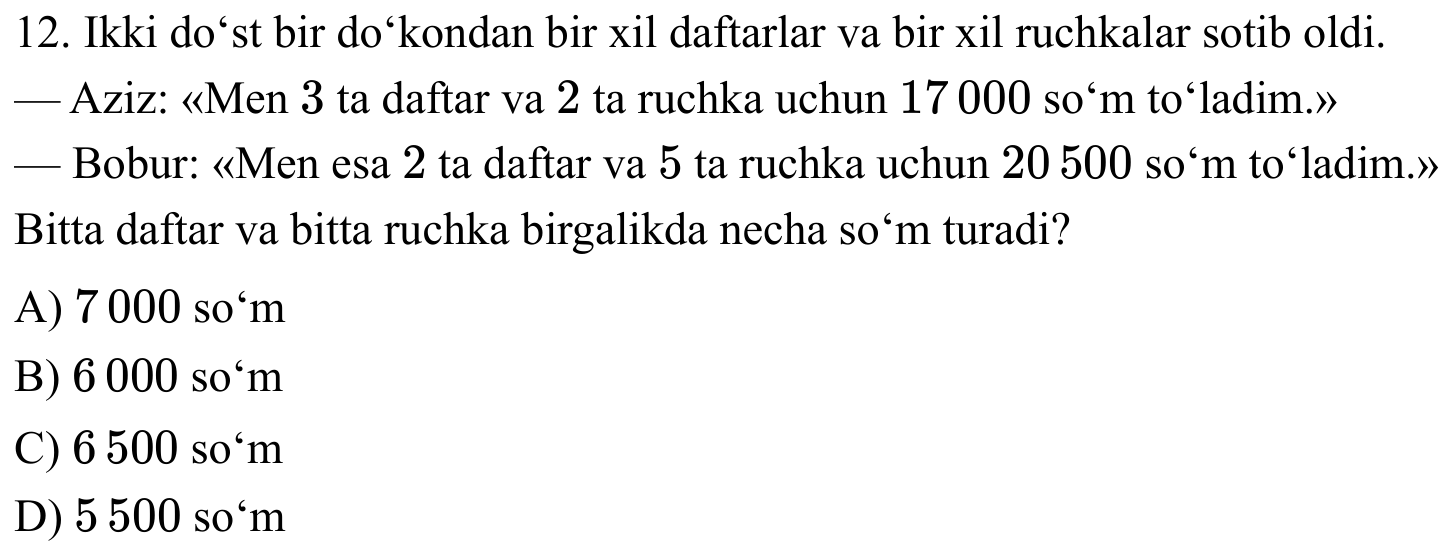 12. Ikki do‘st bir do‘kondan bir xil daftarlar va bir xil ruchkalar sotib oldi.
— Aziz: «Men 3 ta daftar va 2 ta ruchka uchun 17 000 so‘m to‘ladim.»
— Bobur: «Men esa 2 ta daftar va 5 ta ruchka uchun 20 500 so‘m to‘ladim.»
Bitta daftar va bitta ruchka birgalikda necha so‘m turadi?
A) 7 000 so‘m
B) 6 000 so‘m
C) 6 500 so‘m
D) 5 500 so‘m